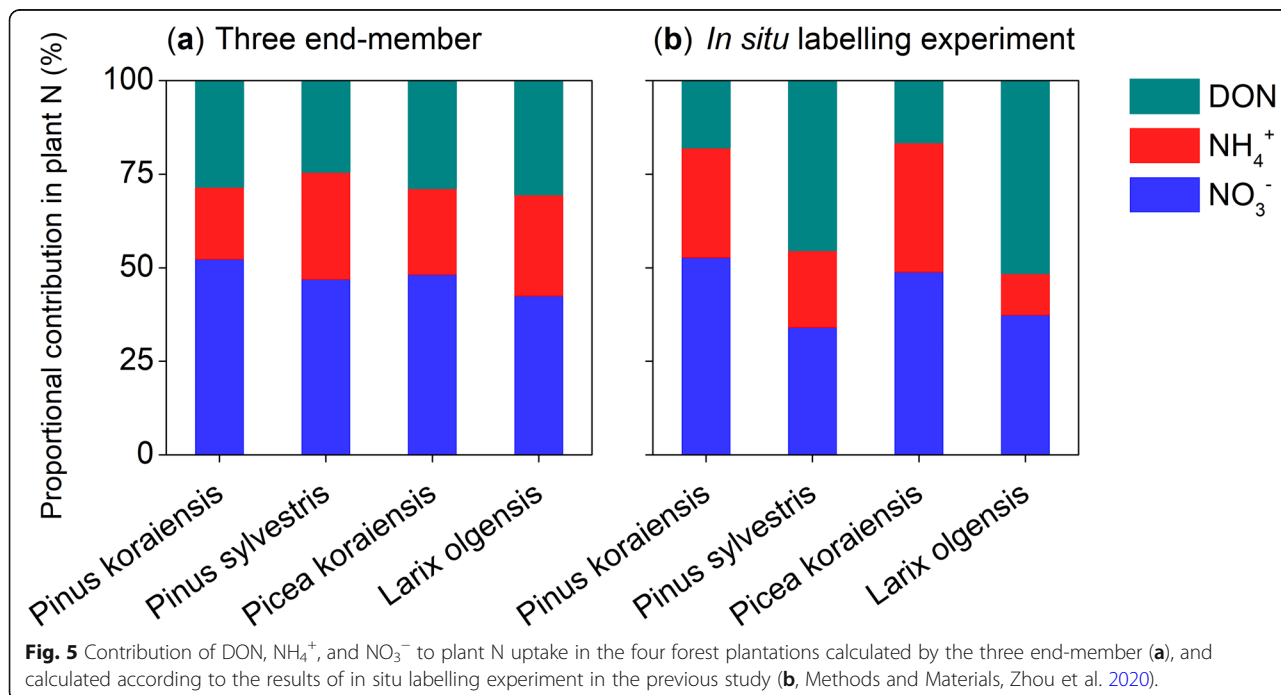 (a) Three end-member
(b) In situ labelling experiment
Proportional contribution in plant N (%)
100
75
50
25
0
Pinus koraiensis
Pinus sylvestris
Picea koraiensis
Larix olgensis
Pinus koraiensis
Pinus sylvestris
Picea koraiensis
Larix olgensis
DON
NH₄⁺
NO₃⁻
Fig. 5 Contribution of DON, NH₄⁺, and NO₃⁻ to plant N uptake in the four forest plantations calculated by the three end-member (a), and
calculated according to the results of in situ labelling experiment in the previous study (b, Methods and Materials, Zhou et al. 2020).